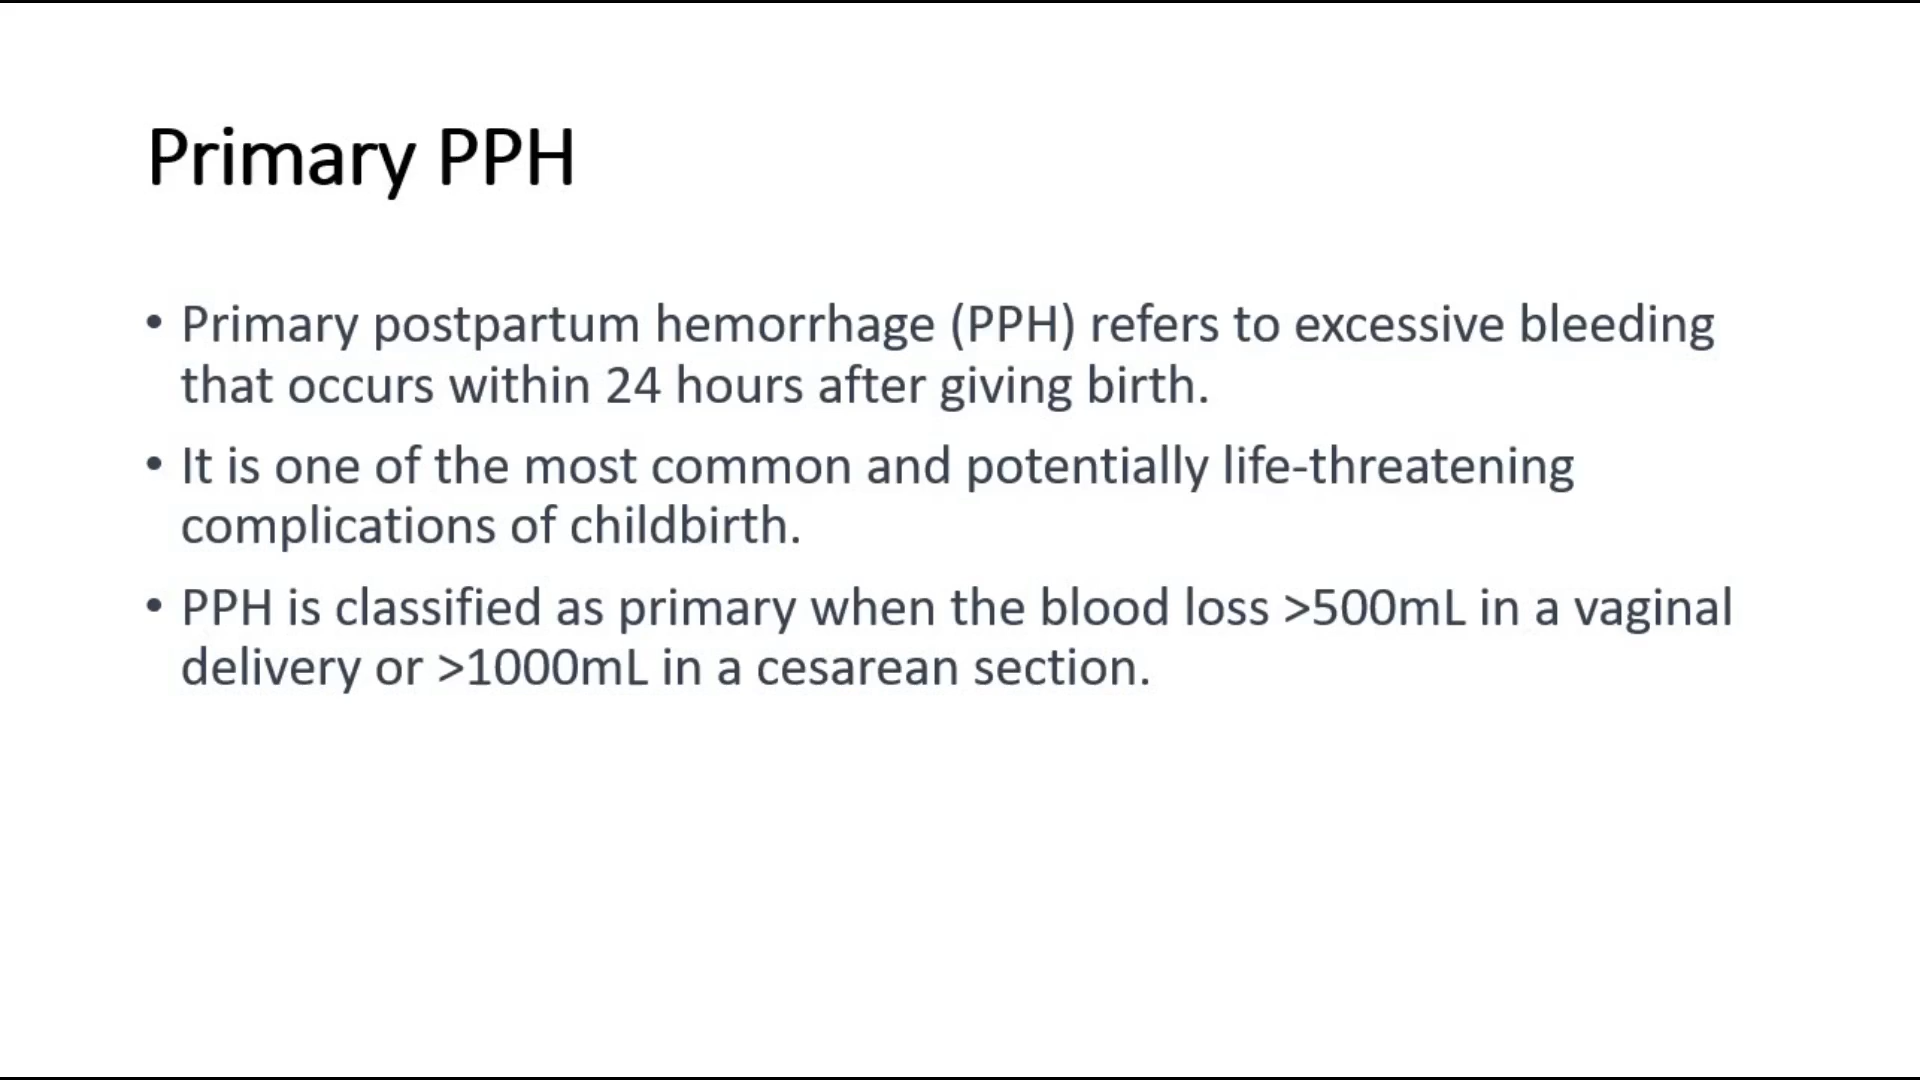 Primary PPH
• Primary postpartum hemorrhage (PPH) refers to excessive bleeding
that occurs within 24 hours after giving birth.
• It is one of the most common and potentially life-threatening
complications of childbirth.
• PPH is classified as primary when the blood loss >500mL in a vaginal
delivery or >1000mL in a cesarean section.